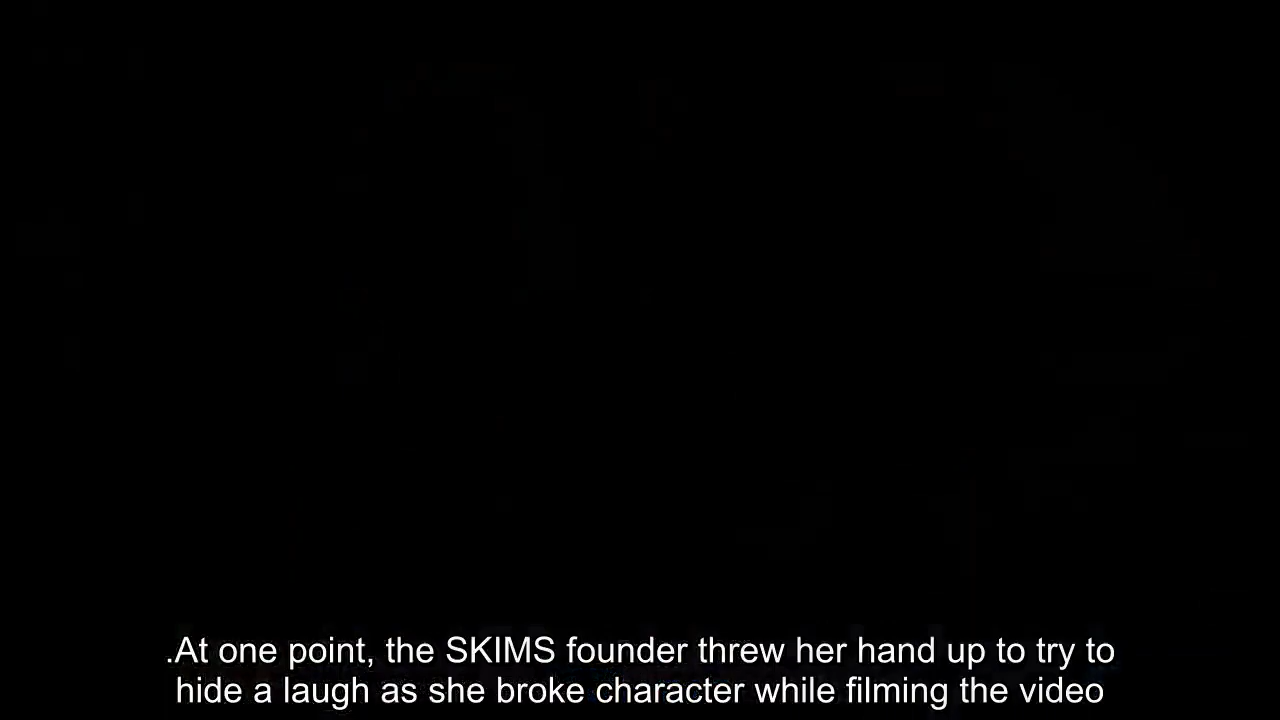 .At one point, the SKIMS founder threw her hand up to try to
hide a laugh as she broke character while filming the video